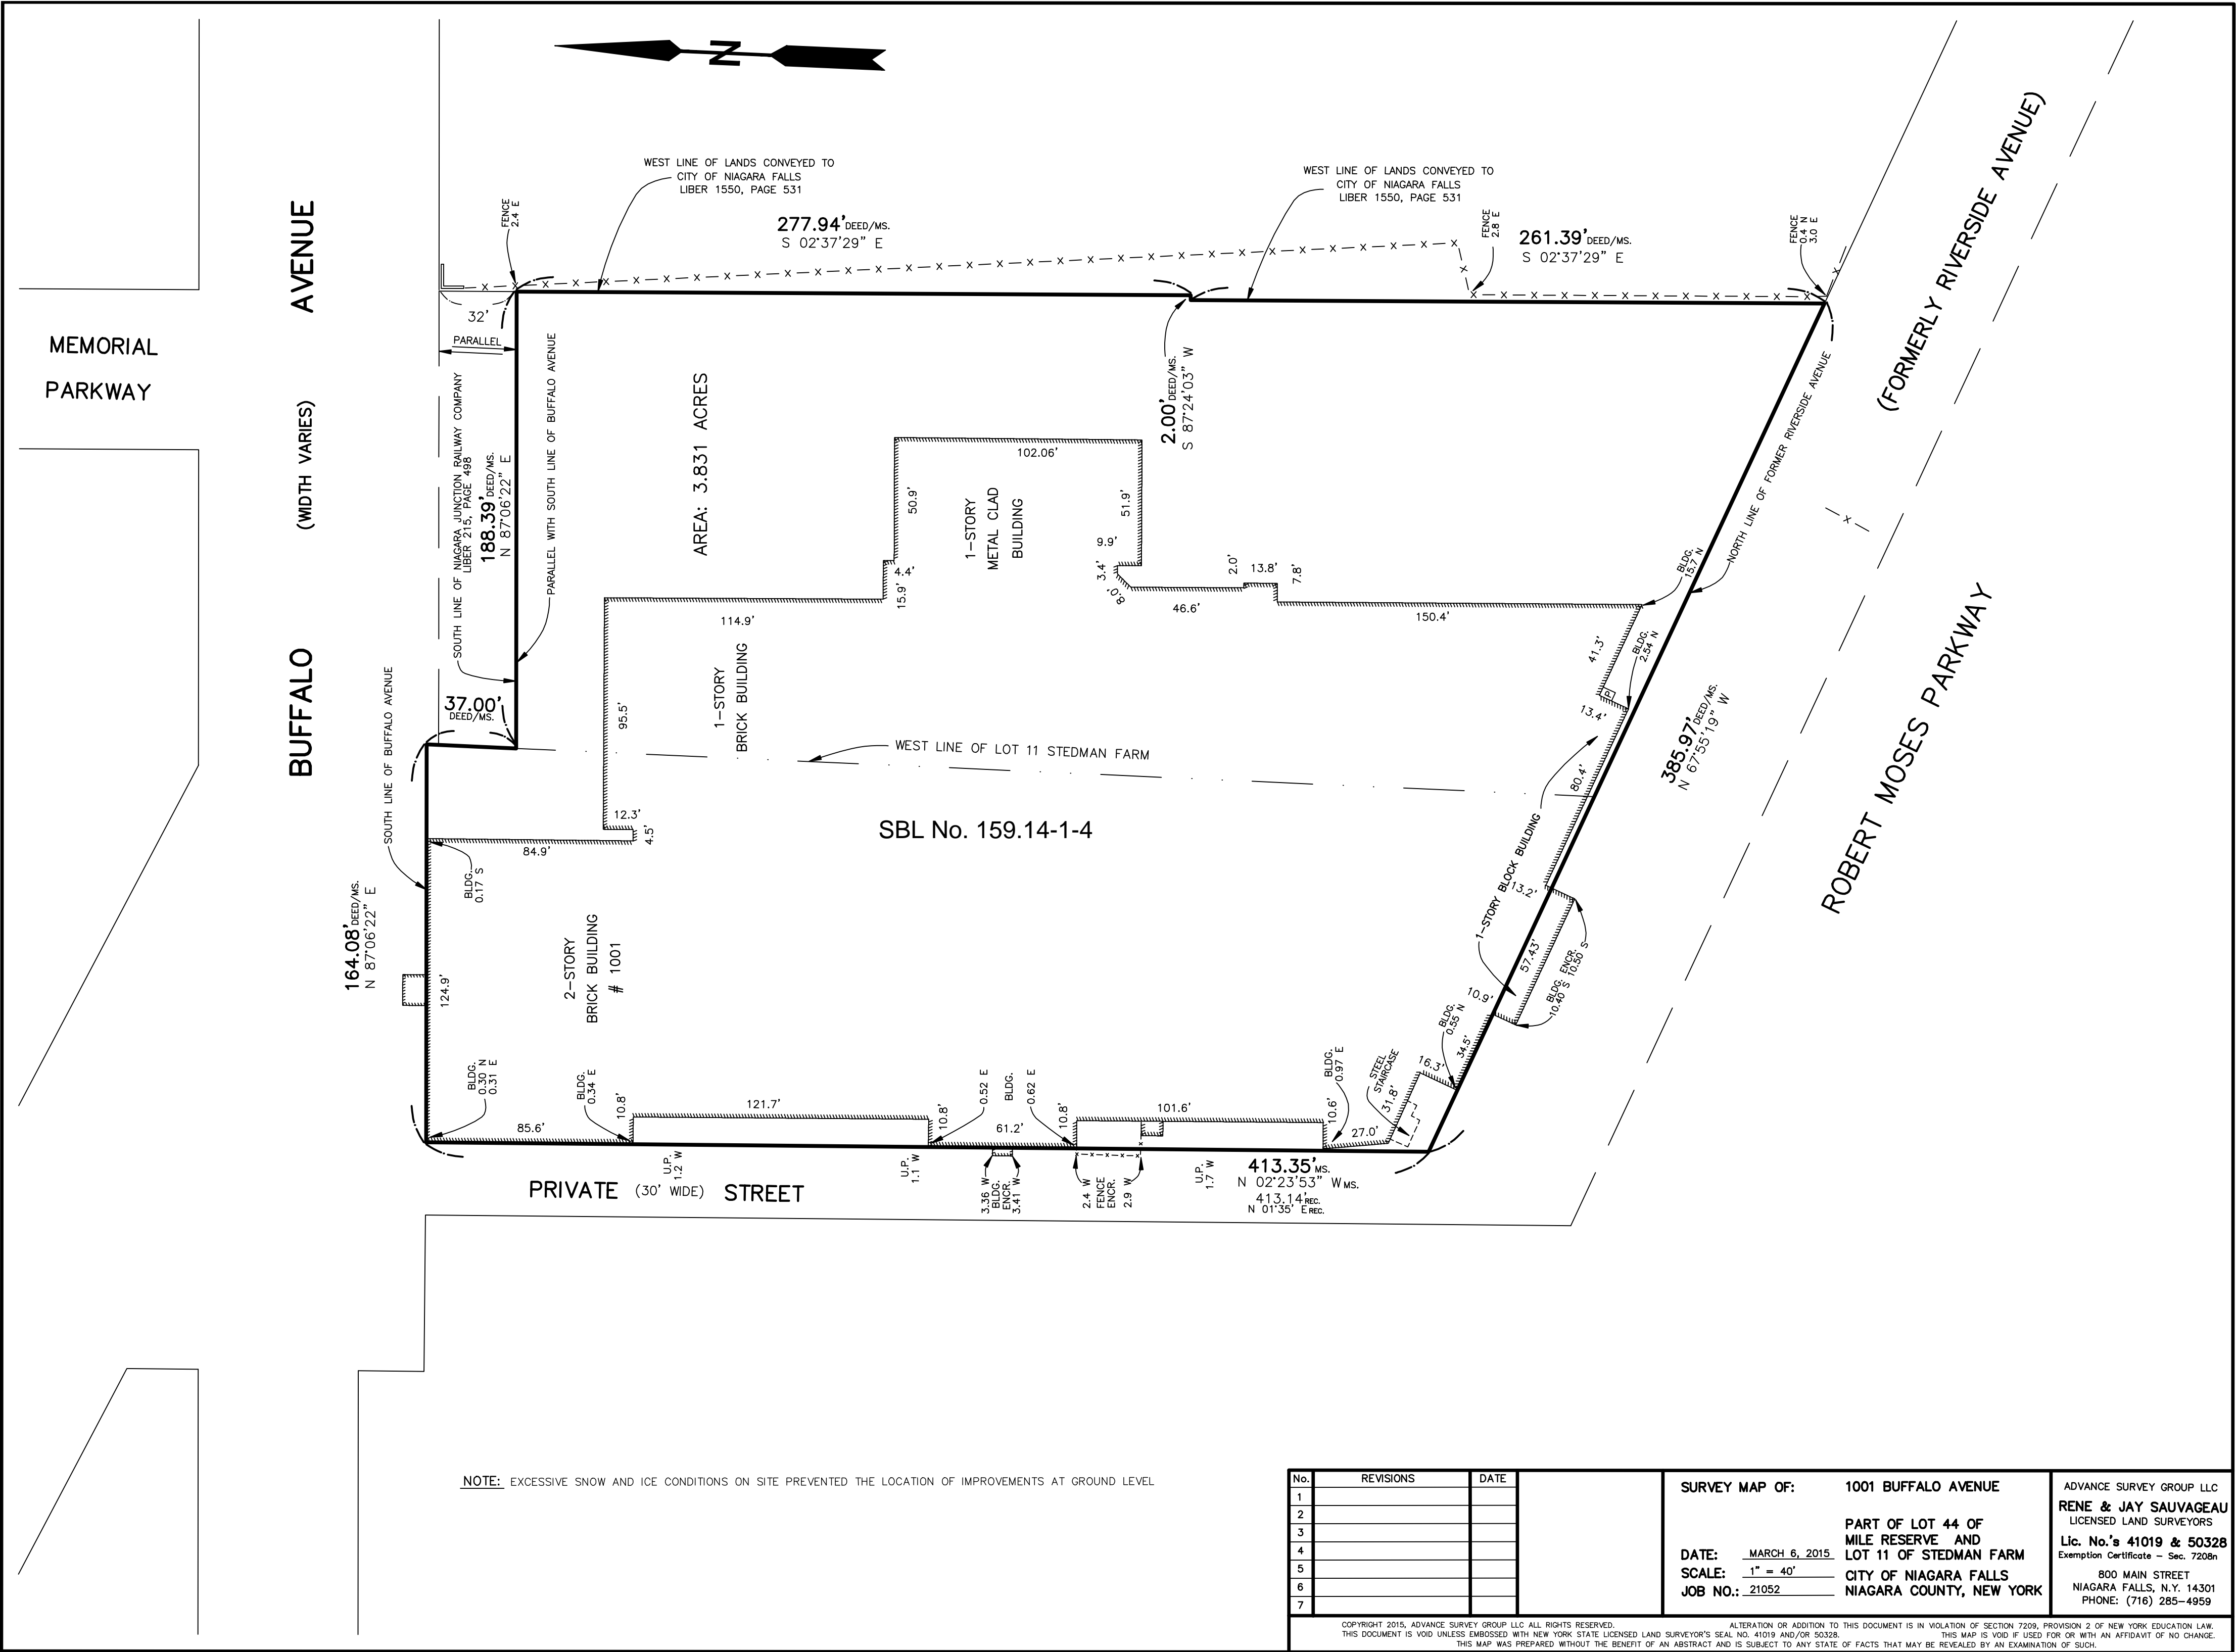 N
MEMORIAL
PARKWAY
BUFFALO
AVENUE
(WIDTH VARIES)
WEST LINE OF LANDS CONVEYED TO
CITY OF NIAGARA FALLS
LIBER 1550, PAGE 531
277.94' DEED/MS.
S 02°37'29" E
WEST LINE OF LANDS CONVEYED TO
CITY OF NIAGARA FALLS
LIBER 1550, PAGE 531
261.39' DEED/MS.
S 02°37'29" E
FENCE
2.4 E
FENCE
2.8 E
FENCE
0.4 N
3.0 E
(FORMERLY RIVERSIDE AVENUE)
ROBERT MOSES PARKWAY
32'
PARALLEL
SOUTH LINE OF NIAGARA JUNCTION RAILWAY COMPANY
LIBER 215, PAGE 498
188.39' DEED/MS.
N 87°06'22" E
PARALLEL WITH SOUTH LINE OF BUFFALO AVENUE
AREA: 3.831 ACRES
2.00' DEED/MS.
S 87°24'03" W
NORTH LINE OF FORMER RIVERSIDE AVENUE
102.06'
50.9'
1-STORY
METAL CLAD
BUILDING
51.9'
9.9'
3.4'
8.0'
4.4'
15.9'
46.6'
2.0'
13.8'
7.8'
150.4'
114.9'
BLDG.
15.7 N
41.3'
BLDG.
2.54 N
P
13.4'
95.5'
1-STORY
BRICK BUILDING
37.00'
DEED/MS.
SOUTH LINE OF BUFFALO AVENUE
WEST LINE OF LOT 11 STEDMAN FARM
385.97' DEED/MS.
N 67°55'19" W
80.4'
12.3'
4.5'
84.9'
SBL No. 159.14-1-4
1-STORY BLOCK BUILDING
BLDG.
0.17 S
164.08' DEED/MS.
N 87°06'22" E
124.9'
2-STORY
BRICK BUILDING
# 1001
13.2'
57.43'
BLDG. ENCR.
10.40 S 10.50 S
10.9'
BLDG.
0.55 N
34.5'
16.3'
BLDG.
0.30 N
0.31 E
BLDG.
0.34 E
10.8'
121.7'
10.8'
0.52 E
BLDG.
0.62 E
10.8'
101.6'
BLDG.
0.97 E
10.6'
STEEL
STAIRCASE
31.8'
27.0'
85.6'
61.2'
U.P.
1.2 W
U.P.
1.1 W
3.36 W
BLDG.
ENCR.
3.41 W
2.4 W
FENCE
ENCR.
2.9 W
U.P.
1.7 W
413.35' MS.
N 02°23'53" W MS.
413.14' REC.
N 01°35' E REC.
PRIVATE (30' WIDE) STREET
NOTE: EXCESSIVE SNOW AND ICE CONDITIONS ON SITE PREVENTED THE LOCATION OF IMPROVEMENTS AT GROUND LEVEL
No. REVISIONS DATE
1
2
3
4
5
6
7
SURVEY MAP OF: 1001 BUFFALO AVENUE
PART OF LOT 44 OF
MILE RESERVE AND
DATE: MARCH 6, 2015 LOT 11 OF STEDMAN FARM
SCALE: 1" = 40' CITY OF NIAGARA FALLS
JOB NO.: 21052 NIAGARA COUNTY, NEW YORK
ADVANCE SURVEY GROUP LLC
RENE & JAY SAUVAGEAU
LICENSED LAND SURVEYORS
Lic. No.'s 41019 & 50328
Exemption Certificate - Sec. 7208n
800 MAIN STREET
NIAGARA FALLS, N.Y. 14301
PHONE: (716) 285-4959
COPYRIGHT 2015, ADVANCE SURVEY GROUP LLC ALL RIGHTS RESERVED. ALTERATION OR ADDITION TO THIS DOCUMENT IS IN VIOLATION OF SECTION 7209, PROVISION 2 OF NEW YORK EDUCATION LAW.
THIS DOCUMENT IS VOID UNLESS EMBOSSED WITH NEW YORK STATE LICENSED LAND SURVEYOR'S SEAL NO. 41019 AND/OR 50328. THIS MAP IS VOID IF USED FOR OR WITH AN AFFIDAVIT OF NO CHANGE.
THIS MAP WAS PREPARED WITHOUT THE BENEFIT OF AN ABSTRACT AND IS SUBJECT TO ANY STATE OF FACTS THAT MAY BE REVEALED BY AN EXAMINATION OF SUCH.